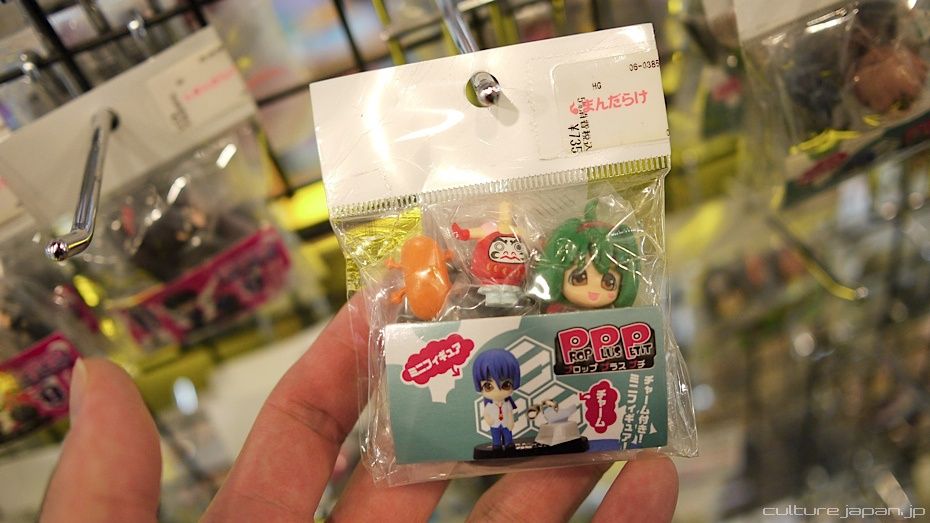 06-0385
HG
まんだらけ
¥735
PPP
PROP PLUS PETIT
プロップ プラス プチ
ミニフィギュア
チャーム
チャーム付き!
ミニフィギュア!
culture.japan.jp